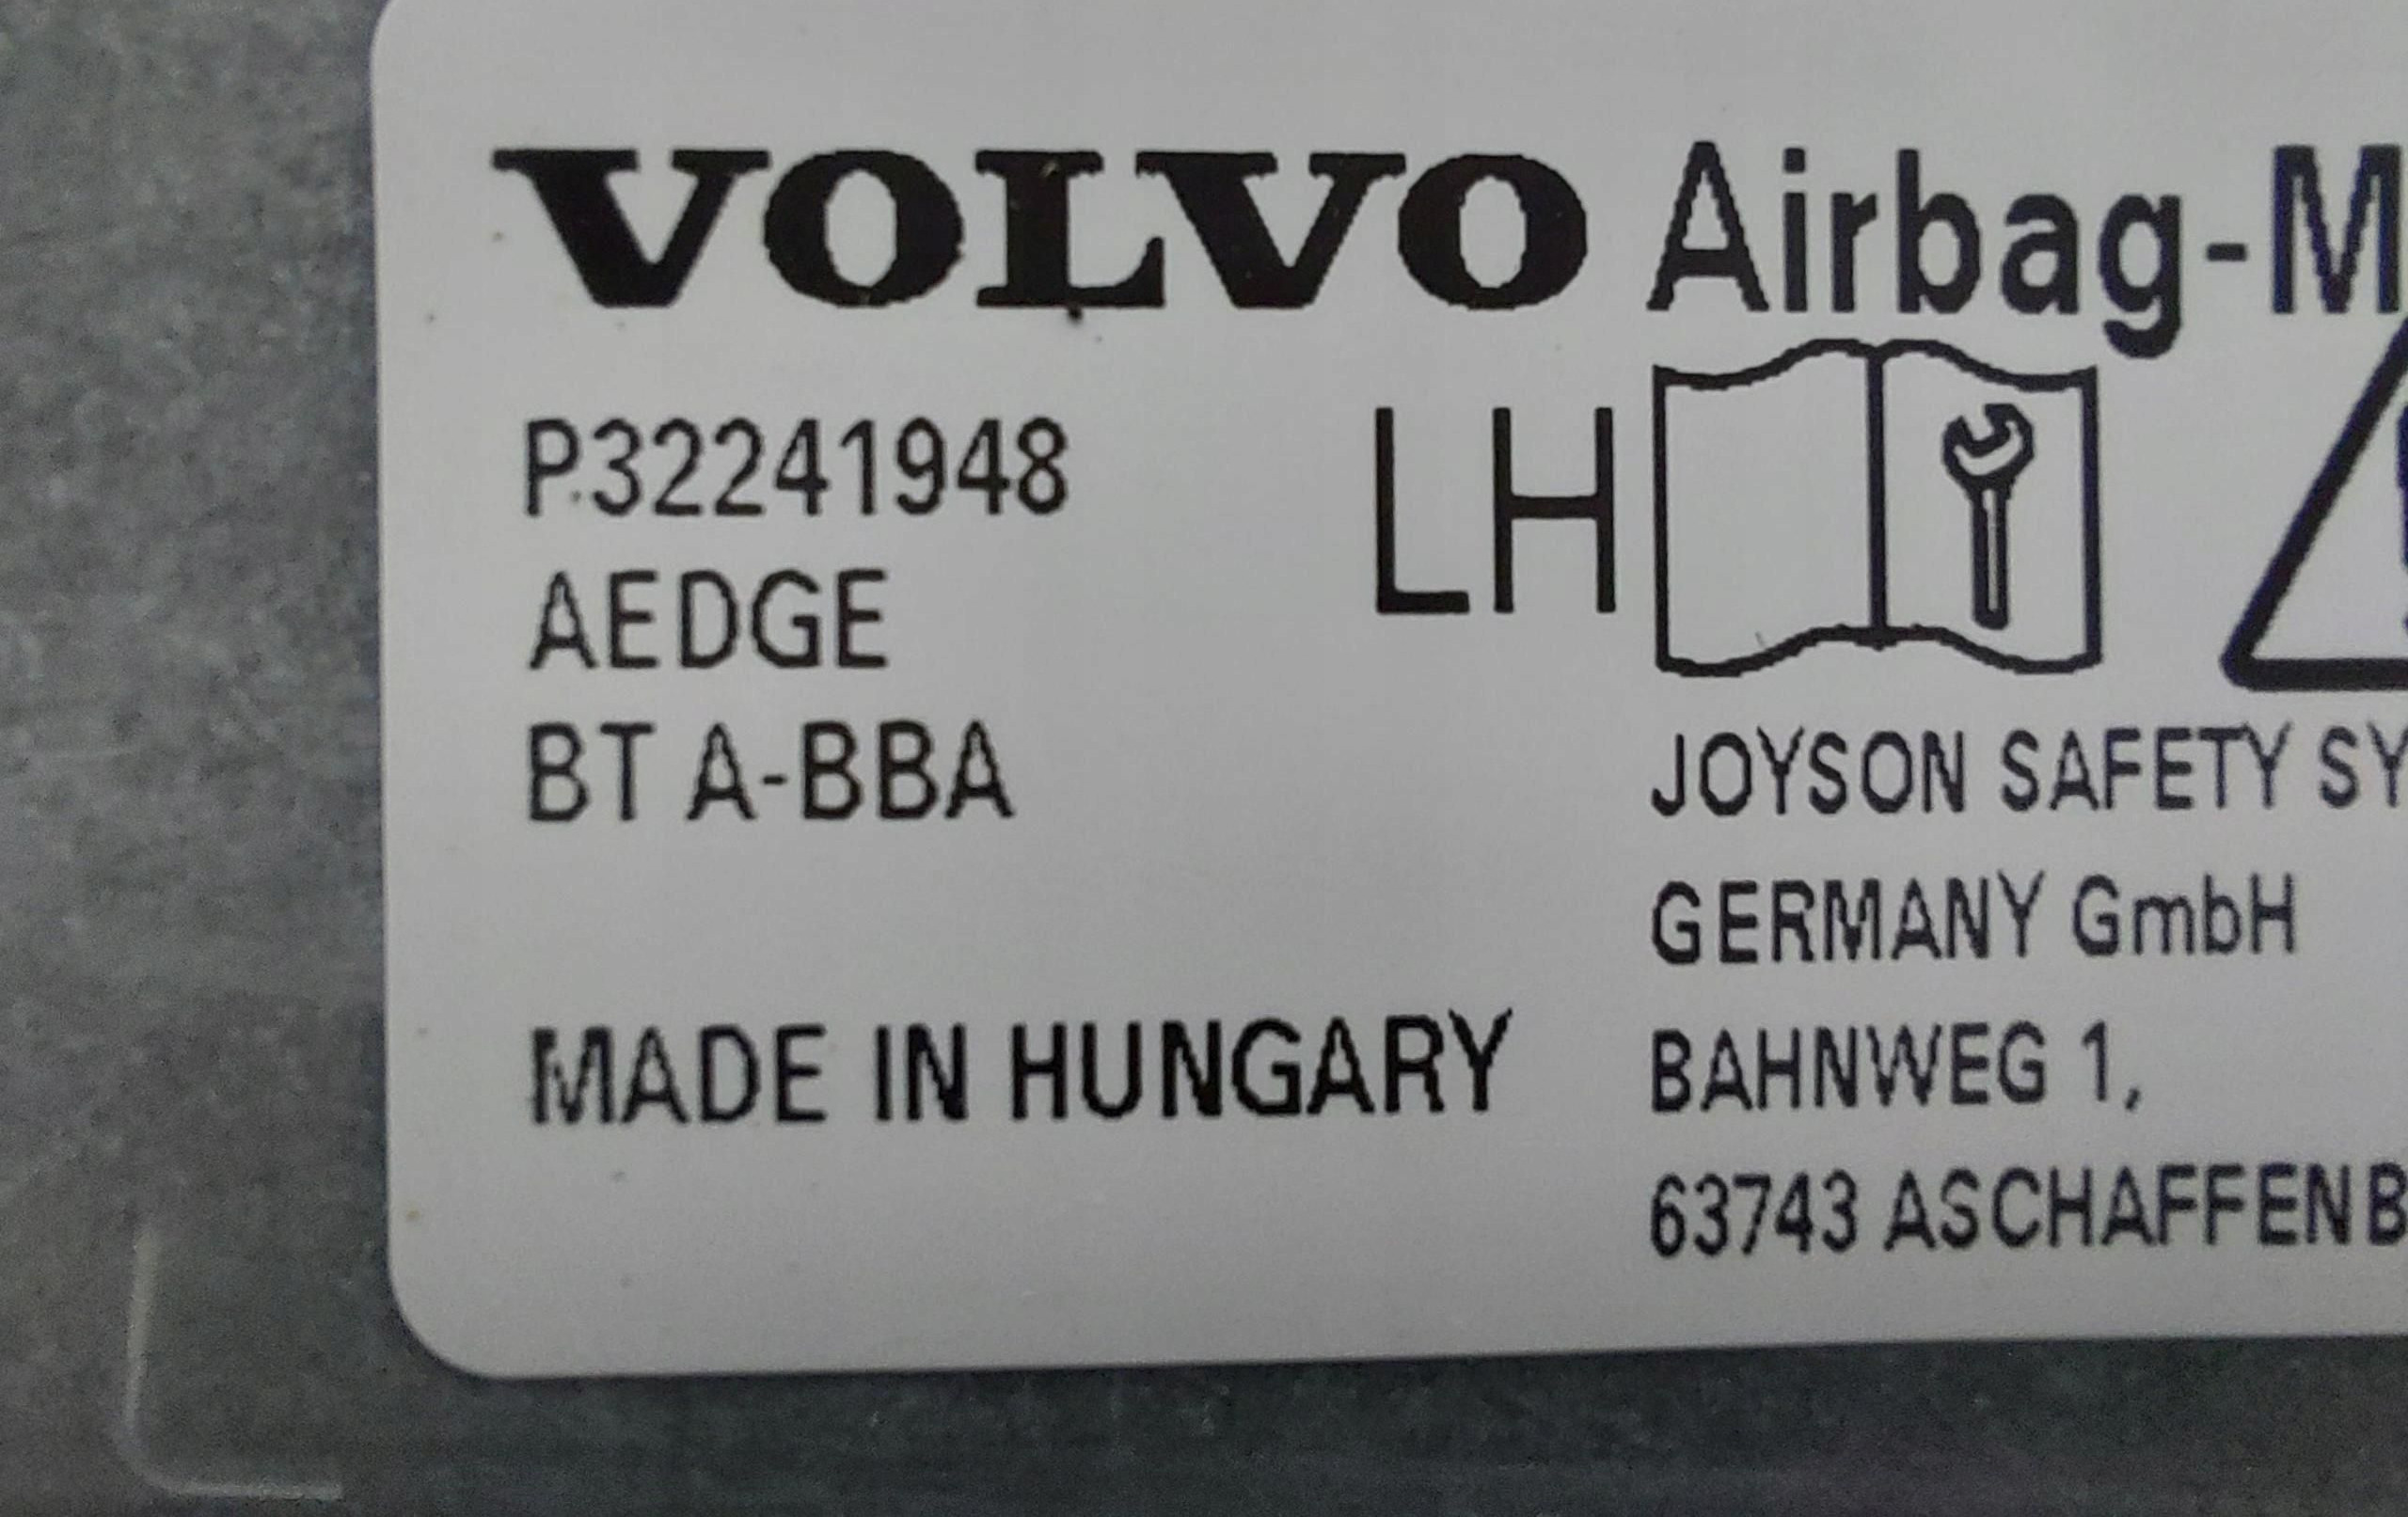 VOLVO Airbag-M
P32241948
LH
AEDGE
BT A-BBA
MADE IN HUNGARY
JOYSON SAFETY SY
GERMANY GmbH
BAHNWEG 1,
63743 ASCHAFFENB